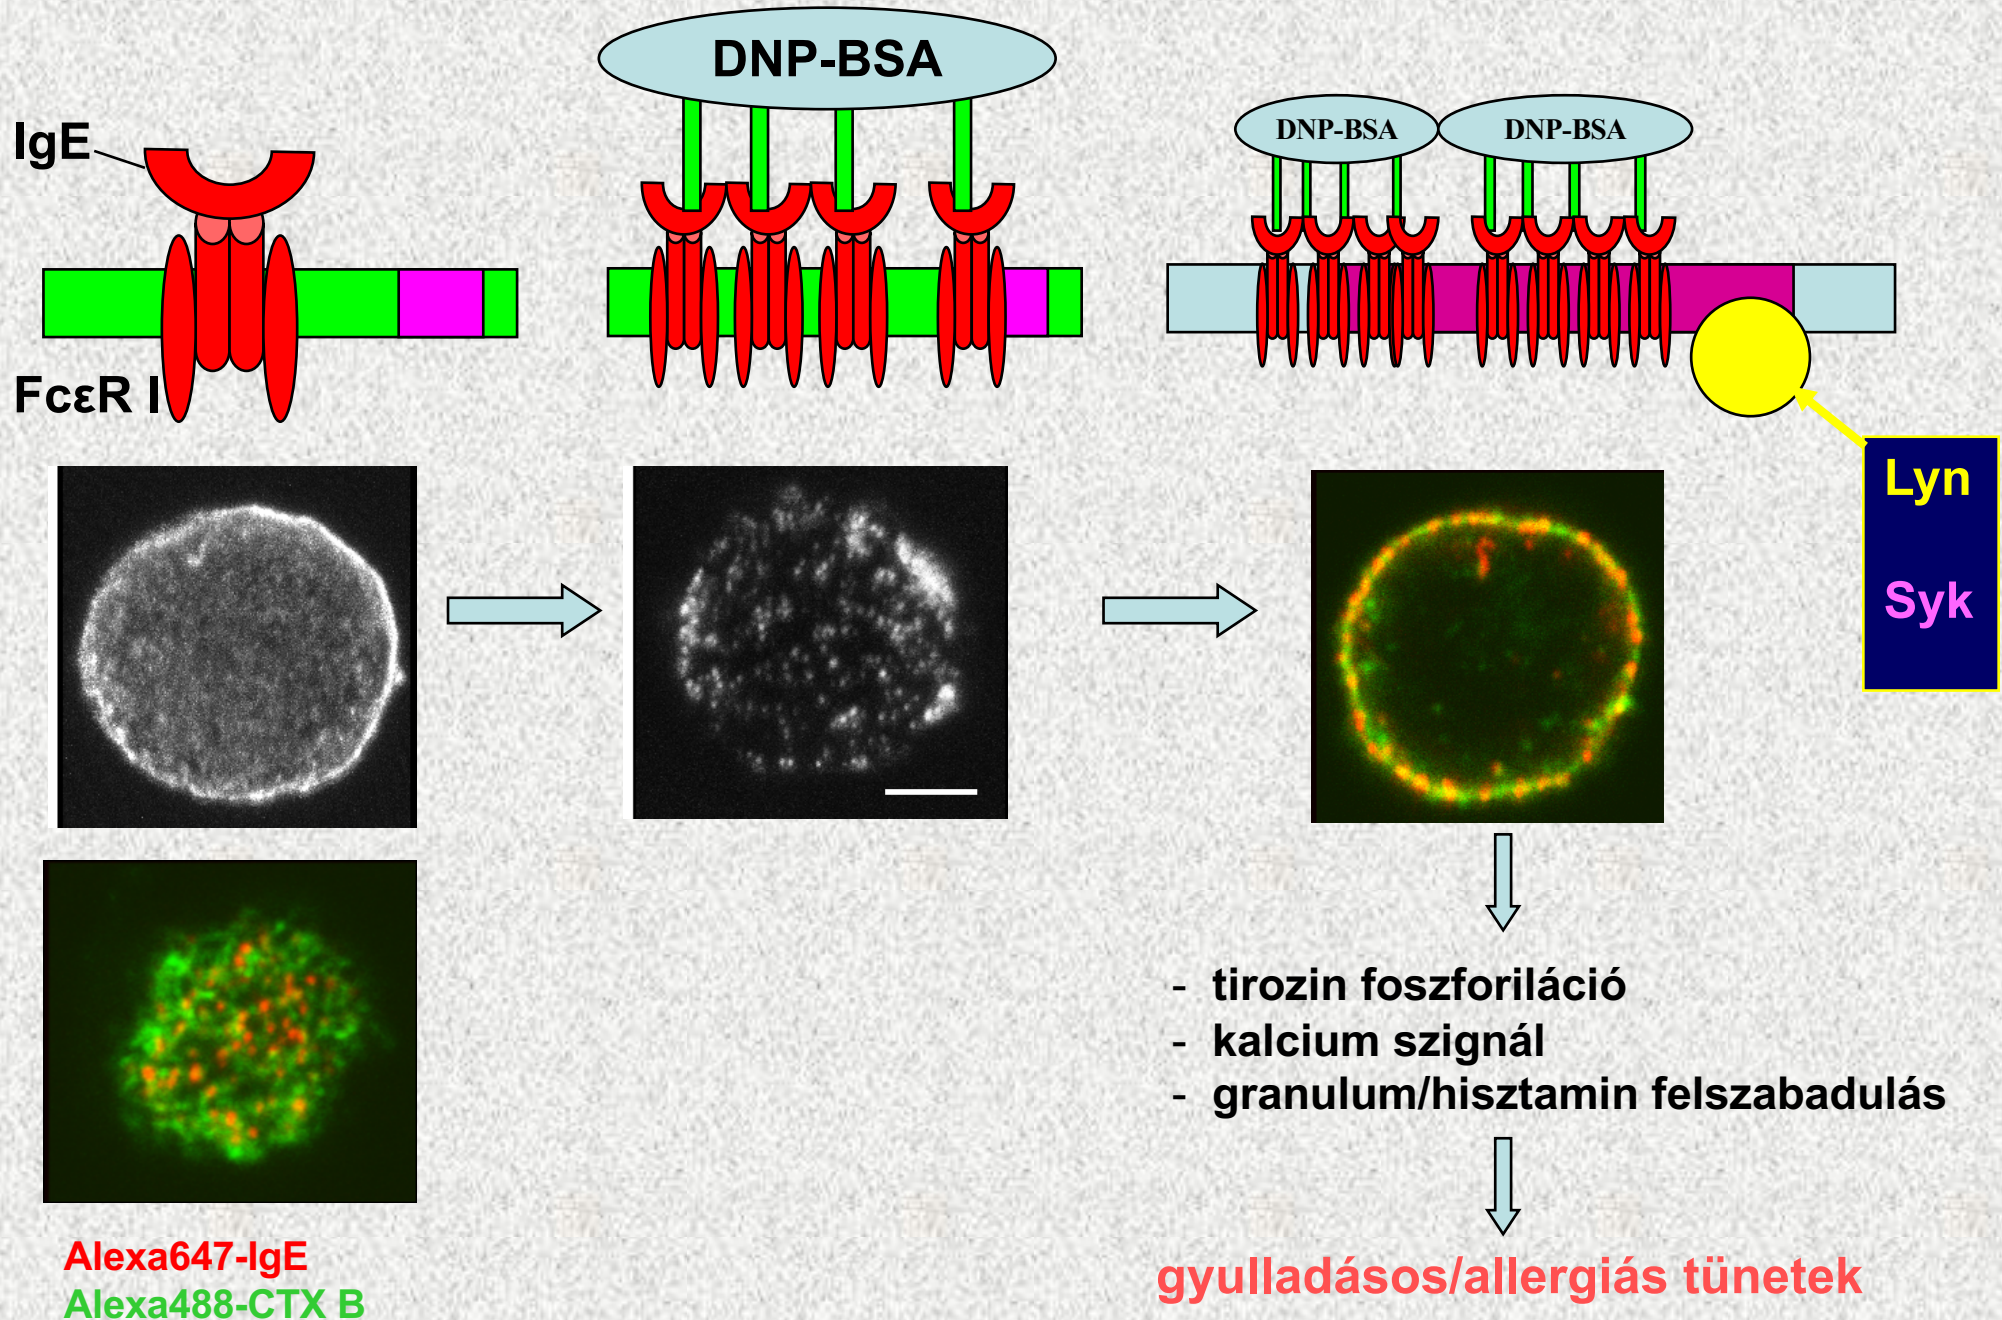 DNP-BSA
IgE
DNP-BSA
DNP-BSA
FcεR I
Lyn
Syk
- tirozin foszforiláció
- kalcium szignál
- granulum/hisztamin felszabadulás
gyulladásos/allergiás tünetek
Alexa647-IgE
Alexa488-CTX B